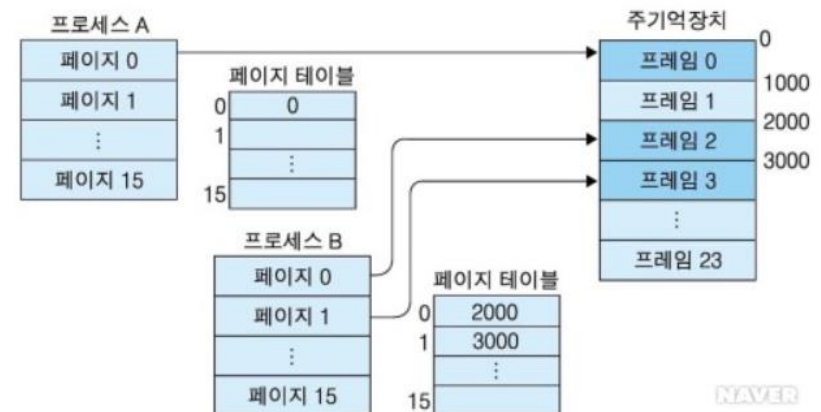 프로세스 A
페이지 0
페이지 1
⋮
페이지 15
페이지 테이블
0 0
1
⋮
15
프로세스 B
페이지 0
페이지 1
⋮
페이지 15
페이지 테이블
0 2000
1 3000
⋮
15
주기억장치
0
프레임 0
1000
프레임 1
2000
프레임 2
3000
프레임 3
⋮
프레임 23
NAVER